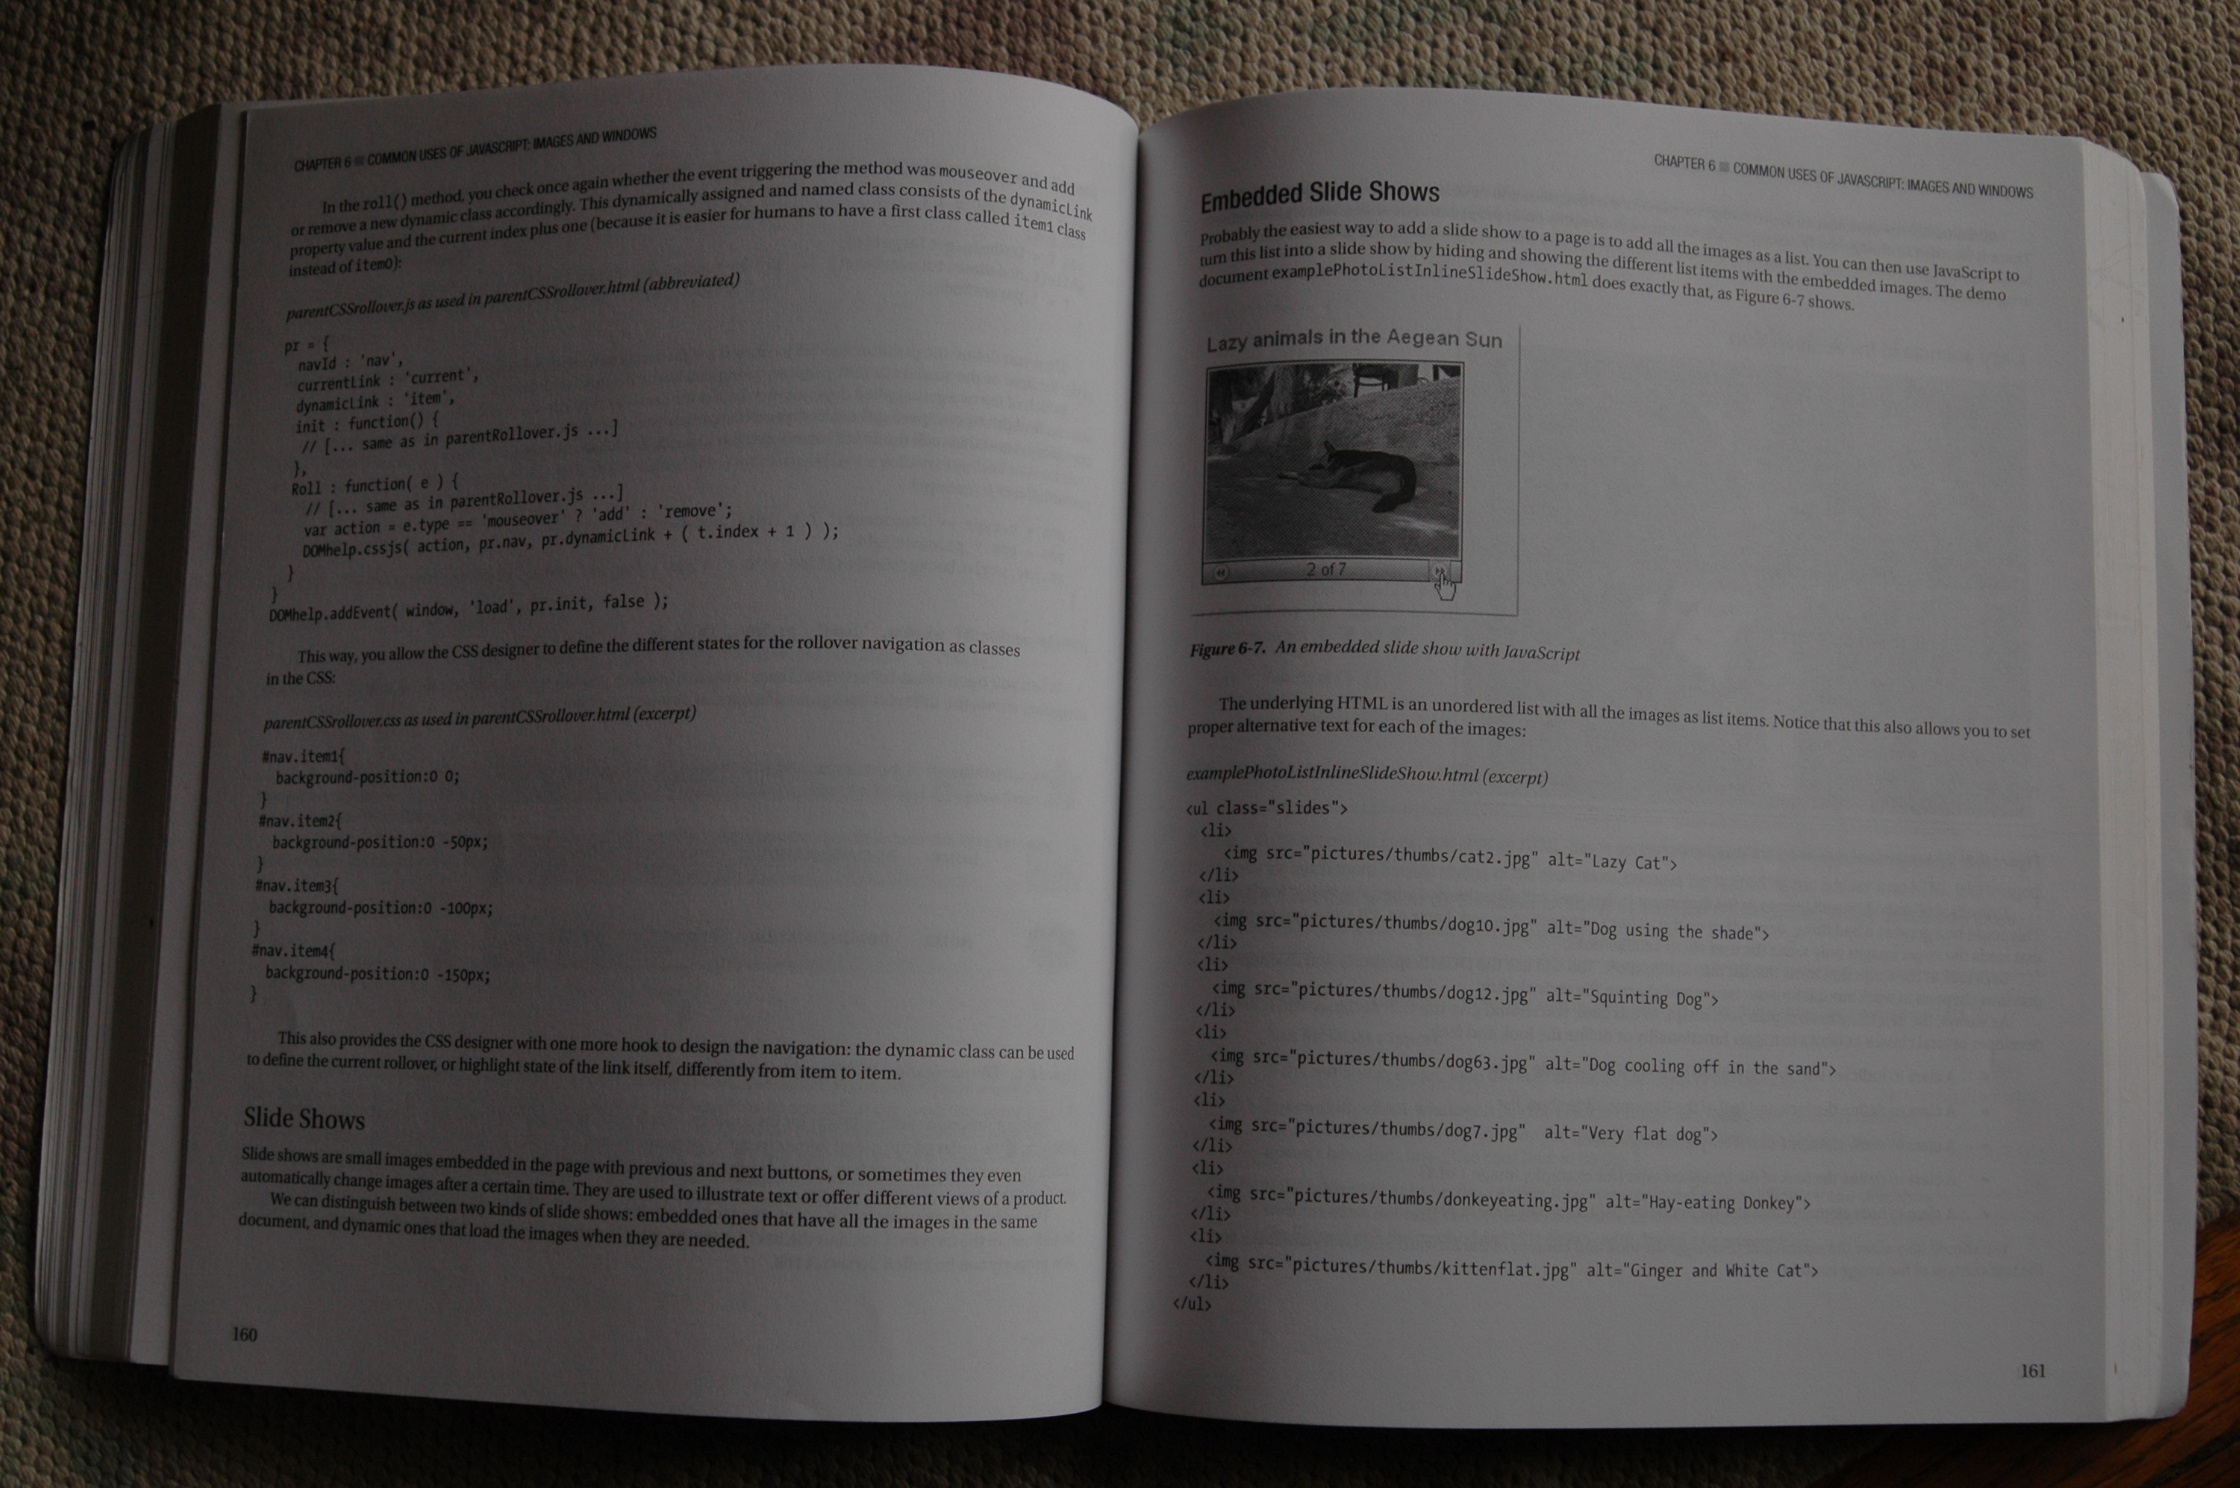 CHAPTER 6 ■ COMMON USES OF JAVASCRIPT: IMAGES AND WINDOWS
In the roll() method, you check once again whether the event triggering the method was mouseover and add
or remove a new dynamic class accordingly. This dynamically assigned and named class consists of the dynamicLink
property value and the current index plus one (because it is easier for humans to have a first class called item1 class
instead of item0):
parentCSSrollover.js as used in parentCSSrollover.html (abbreviated)
pr = {
navId : 'nav',
currentLink : 'current',
dynamicLink : 'item',
init : function() {
// [... same as in parentRollover.js ...]
},
Roll : function( e ) {
// [... same as in parentRollover.js ...]
var action = e.type == 'mouseover' ? 'add' : 'remove';
DOMhelp.cssjs( action, pr.nav, pr.dynamicLink + ( t.index + 1 ) );
}
}
DOMhelp.addEvent( window, 'load', pr.init, false );
This way, you allow the CSS designer to define the different states for the rollover navigation as classes
in the CSS:
parentCSSrollover.css as used in parentCSSrollover.html (excerpt)
#nav.item1{
background-position:0 0;
}
#nav.item2{
background-position:0 -50px;
}
#nav.item3{
background-position:0 -100px;
}
#nav.item4{
background-position:0 -150px;
}
This also provides the CSS designer with one more hook to design the navigation: the dynamic class can be used
to define the current rollover, or highlight state of the link itself, differently from item to item.
Slide Shows
Slide shows are small images embedded in the page with previous and next buttons, or sometimes they even
automatically change images after a certain time. They are used to illustrate text or offer different views of a product.
We can distinguish between two kinds of slide shows: embedded ones that have all the images in the same
document, and dynamic ones that load the images when they are needed.
160
CHAPTER 6 ■ COMMON USES OF JAVASCRIPT: IMAGES AND WINDOWS
Embedded Slide Shows
Probably the easiest way to add a slide show to a page is to add all the images as a list. You can then use JavaScript to
turn this list into a slide show by hiding and showing the different list items with the embedded images. The demo
document examplePhotoListInlineSlideShow.html does exactly that, as Figure 6-7 shows.
Lazy animals in the Aegean Sun
2 of 7
Figure 6-7. An embedded slide show with JavaScript
The underlying HTML is an unordered list with all the images as list items. Notice that this also allows you to set
proper alternative text for each of the images:
examplePhotoListInlineSlideShow.html (excerpt)
<ul class="slides">
<li>
<img src="pictures/thumbs/cat2.jpg" alt="Lazy Cat">
</li>
<li>
<img src="pictures/thumbs/dog10.jpg" alt="Dog using the shade">
</li>
<li>
<img src="pictures/thumbs/dog12.jpg" alt="Squinting Dog">
</li>
<li>
<img src="pictures/thumbs/dog63.jpg" alt="Dog cooling off in the sand">
</li>
<li>
<img src="pictures/thumbs/dog7.jpg"  alt="Very flat dog">
</li>
<li>
<img src="pictures/thumbs/donkeyeating.jpg" alt="Hay-eating Donkey">
</li>
<li>
<img src="pictures/thumbs/kittenflat.jpg" alt="Ginger and White Cat">
</li>
</ul>
161